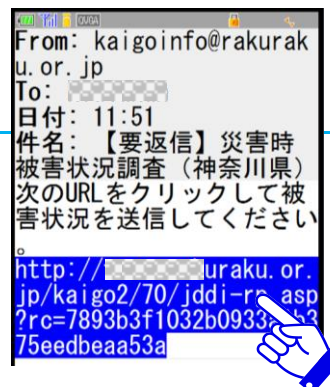 QVGA
From: kaigoinfo@rakurak
u.or.jp
To:
日付: 11:51
件名: 【要返信】災害時
被害状況調査（神奈川県）
次のURLをクリックして被
害状況を送信してください
。
http://uraku.or.
jp/kaigo2/70/jddi-rp.asp
?rc=7893b3f1032b0933
75eedbeaa53a